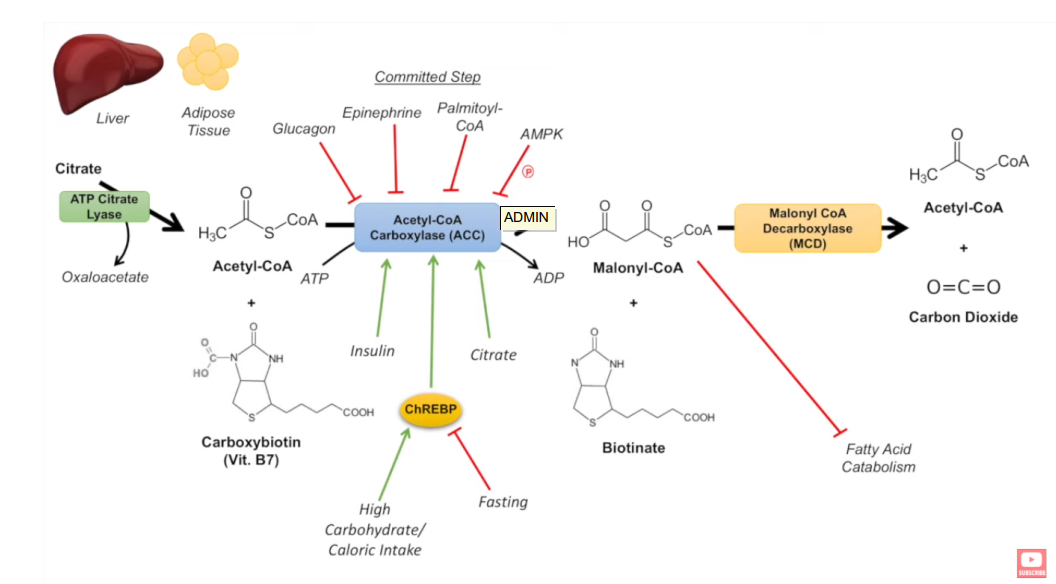 Committed Step
Liver
Adipose
Tissue
Glucagon
Epinephrine
Palmitoyl-
CoA
AMPK
P
Citrate
ATP Citrate
Lyase
Oxaloacetate
O
H₃C
S
CoA
Acetyl-CoA
+
ATP
Acetyl-CoA
Carboxylase (ACC)
ADMIN
ADP
O
O
HO
S
CoA
Malonyl-CoA
+
Malonyl CoA
Decarboxylase
(MCD)
O
H₃C
S
CoA
Acetyl-CoA
+
O=C=O
Carbon Dioxide
Insulin
Citrate
ChREBP
High
Carbohydrate/
Caloric Intake
Fasting
O
O
C
N
NH
HO
S
COOH
Carboxybiotin
(Vit. B7)
O
N
NH
S
COOH
Biotinate
Fatty Acid
Catabolism
SUBSCRIBE